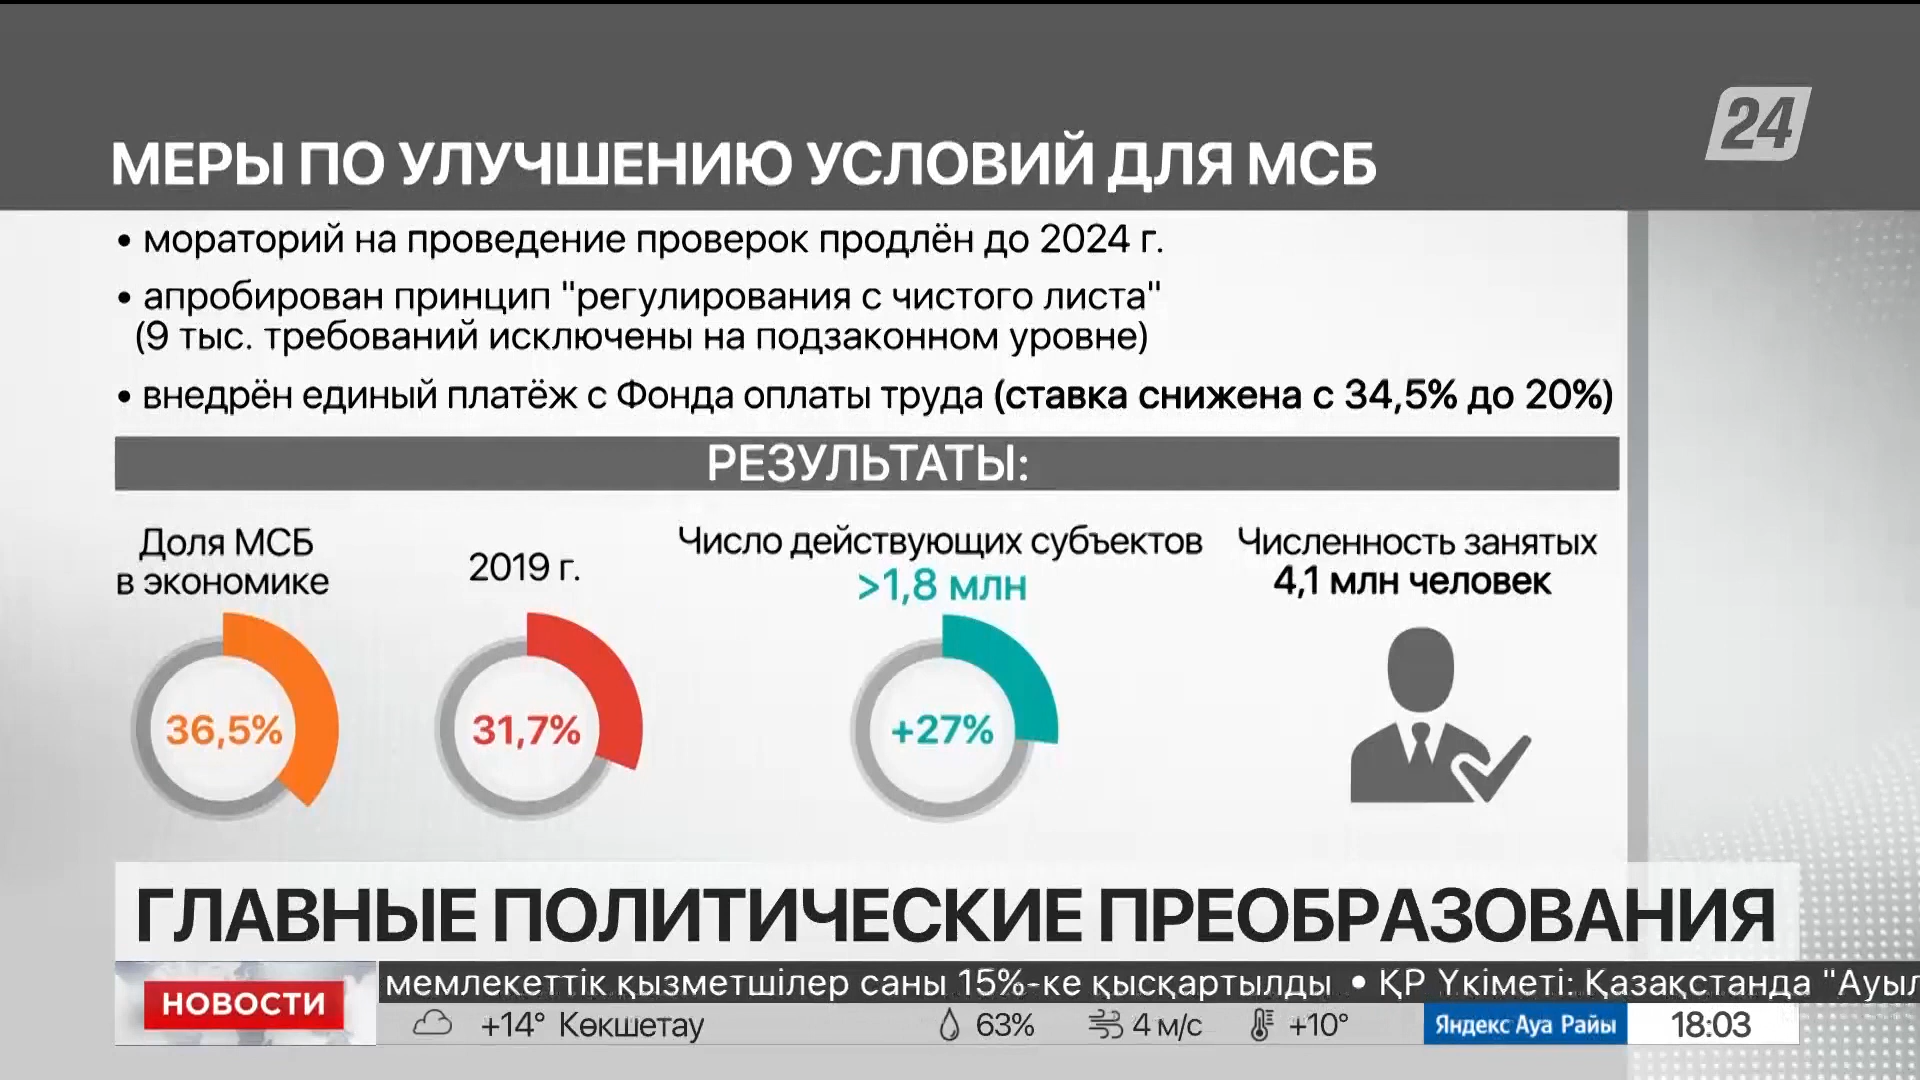 24
МЕРЫ ПО УЛУЧШЕНИЮ УСЛОВИЙ ДЛЯ МСБ
• мораторий на проведение проверок продлён до 2024 г.
• апробирован принцип "регулирования с чистого листа"
(9 тыс. требований исключены на подзаконном уровне)
• внедрён единый платёж с Фонда оплаты труда (ставка снижена с 34,5% до 20%)
РЕЗУЛЬТАТЫ:
Доля МСБ
в экономике
36,5%
2019 г.
31,7%
Число действующих субъектов
>1,8 млн
+27%
Численность занятых
4,1 млн человек
ГЛАВНЫЕ ПОЛИТИЧЕСКИЕ ПРЕОБРАЗОВАНИЯ
НОВОСТИ
мемлекеттік қызметшілер саны 15%-ке қысқартылды • ҚР Үкіметі: Қазақстанда "Ауыл
+14° Көкшетау 63% 4 м/с +10° Яндекс Ауа Райы 18:03